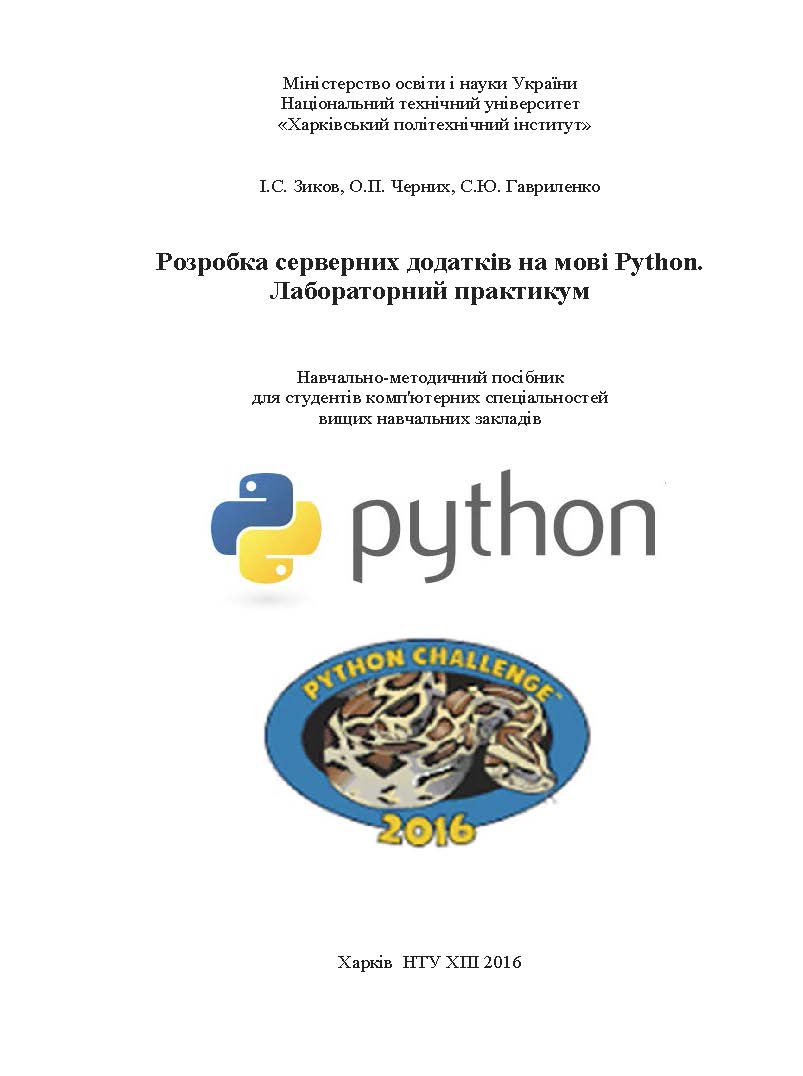 Міністерство освіти і науки України
Національний технічний університет
«Харківський політехнічний інститут»
І.С. Зиков, О.П. Черних, С.Ю. Гавриленко
Розробка серверних додатків на мові Python.
Лабораторний практикум
Навчально-методичний посібник
для студентів комп'ютерних спеціальностей
вищих навчальних закладів
python
PYTHON CHALLENGE™
2016
Харків НТУ ХПІ 2016